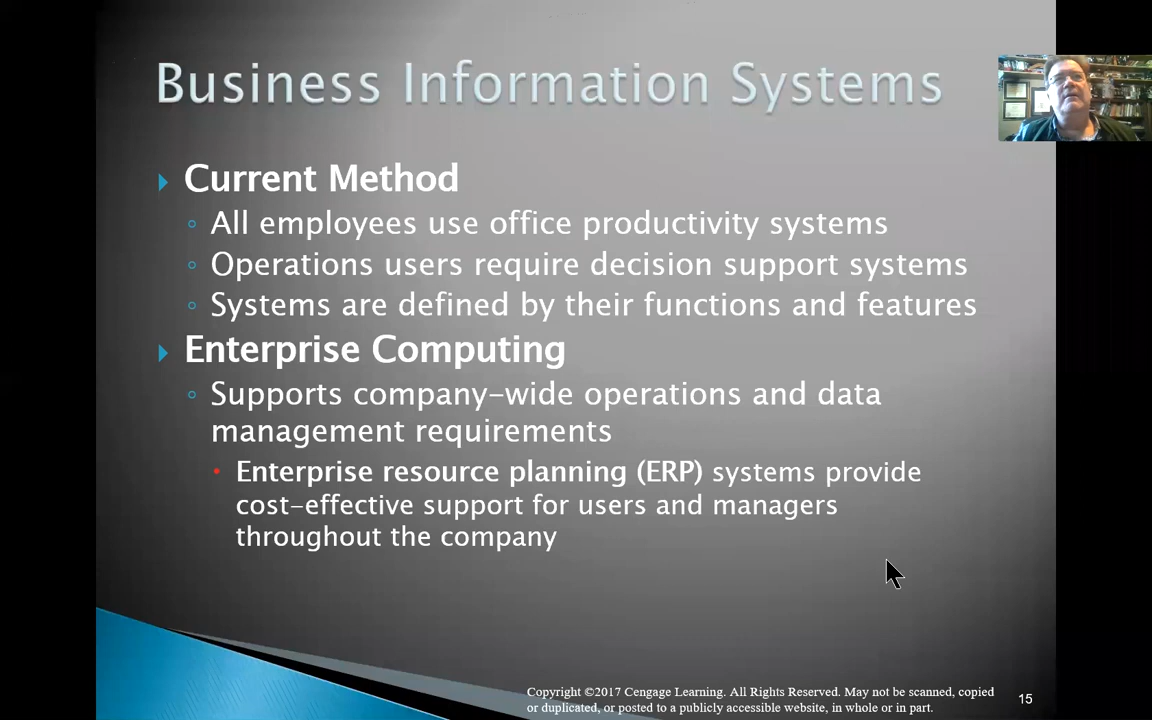 Business Information Systems
Current Method
All employees use office productivity systems
Operations users require decision support systems
Systems are defined by their functions and features
Enterprise Computing
Supports company-wide operations and data
management requirements
Enterprise resource planning (ERP) systems provide
cost-effective support for users and managers
throughout the company
Copyright ©2017 Cengage Learning. All Rights Reserved. May not be scanned, copied
or duplicated, or posted to a publicly accessible website, in whole or in part.
15